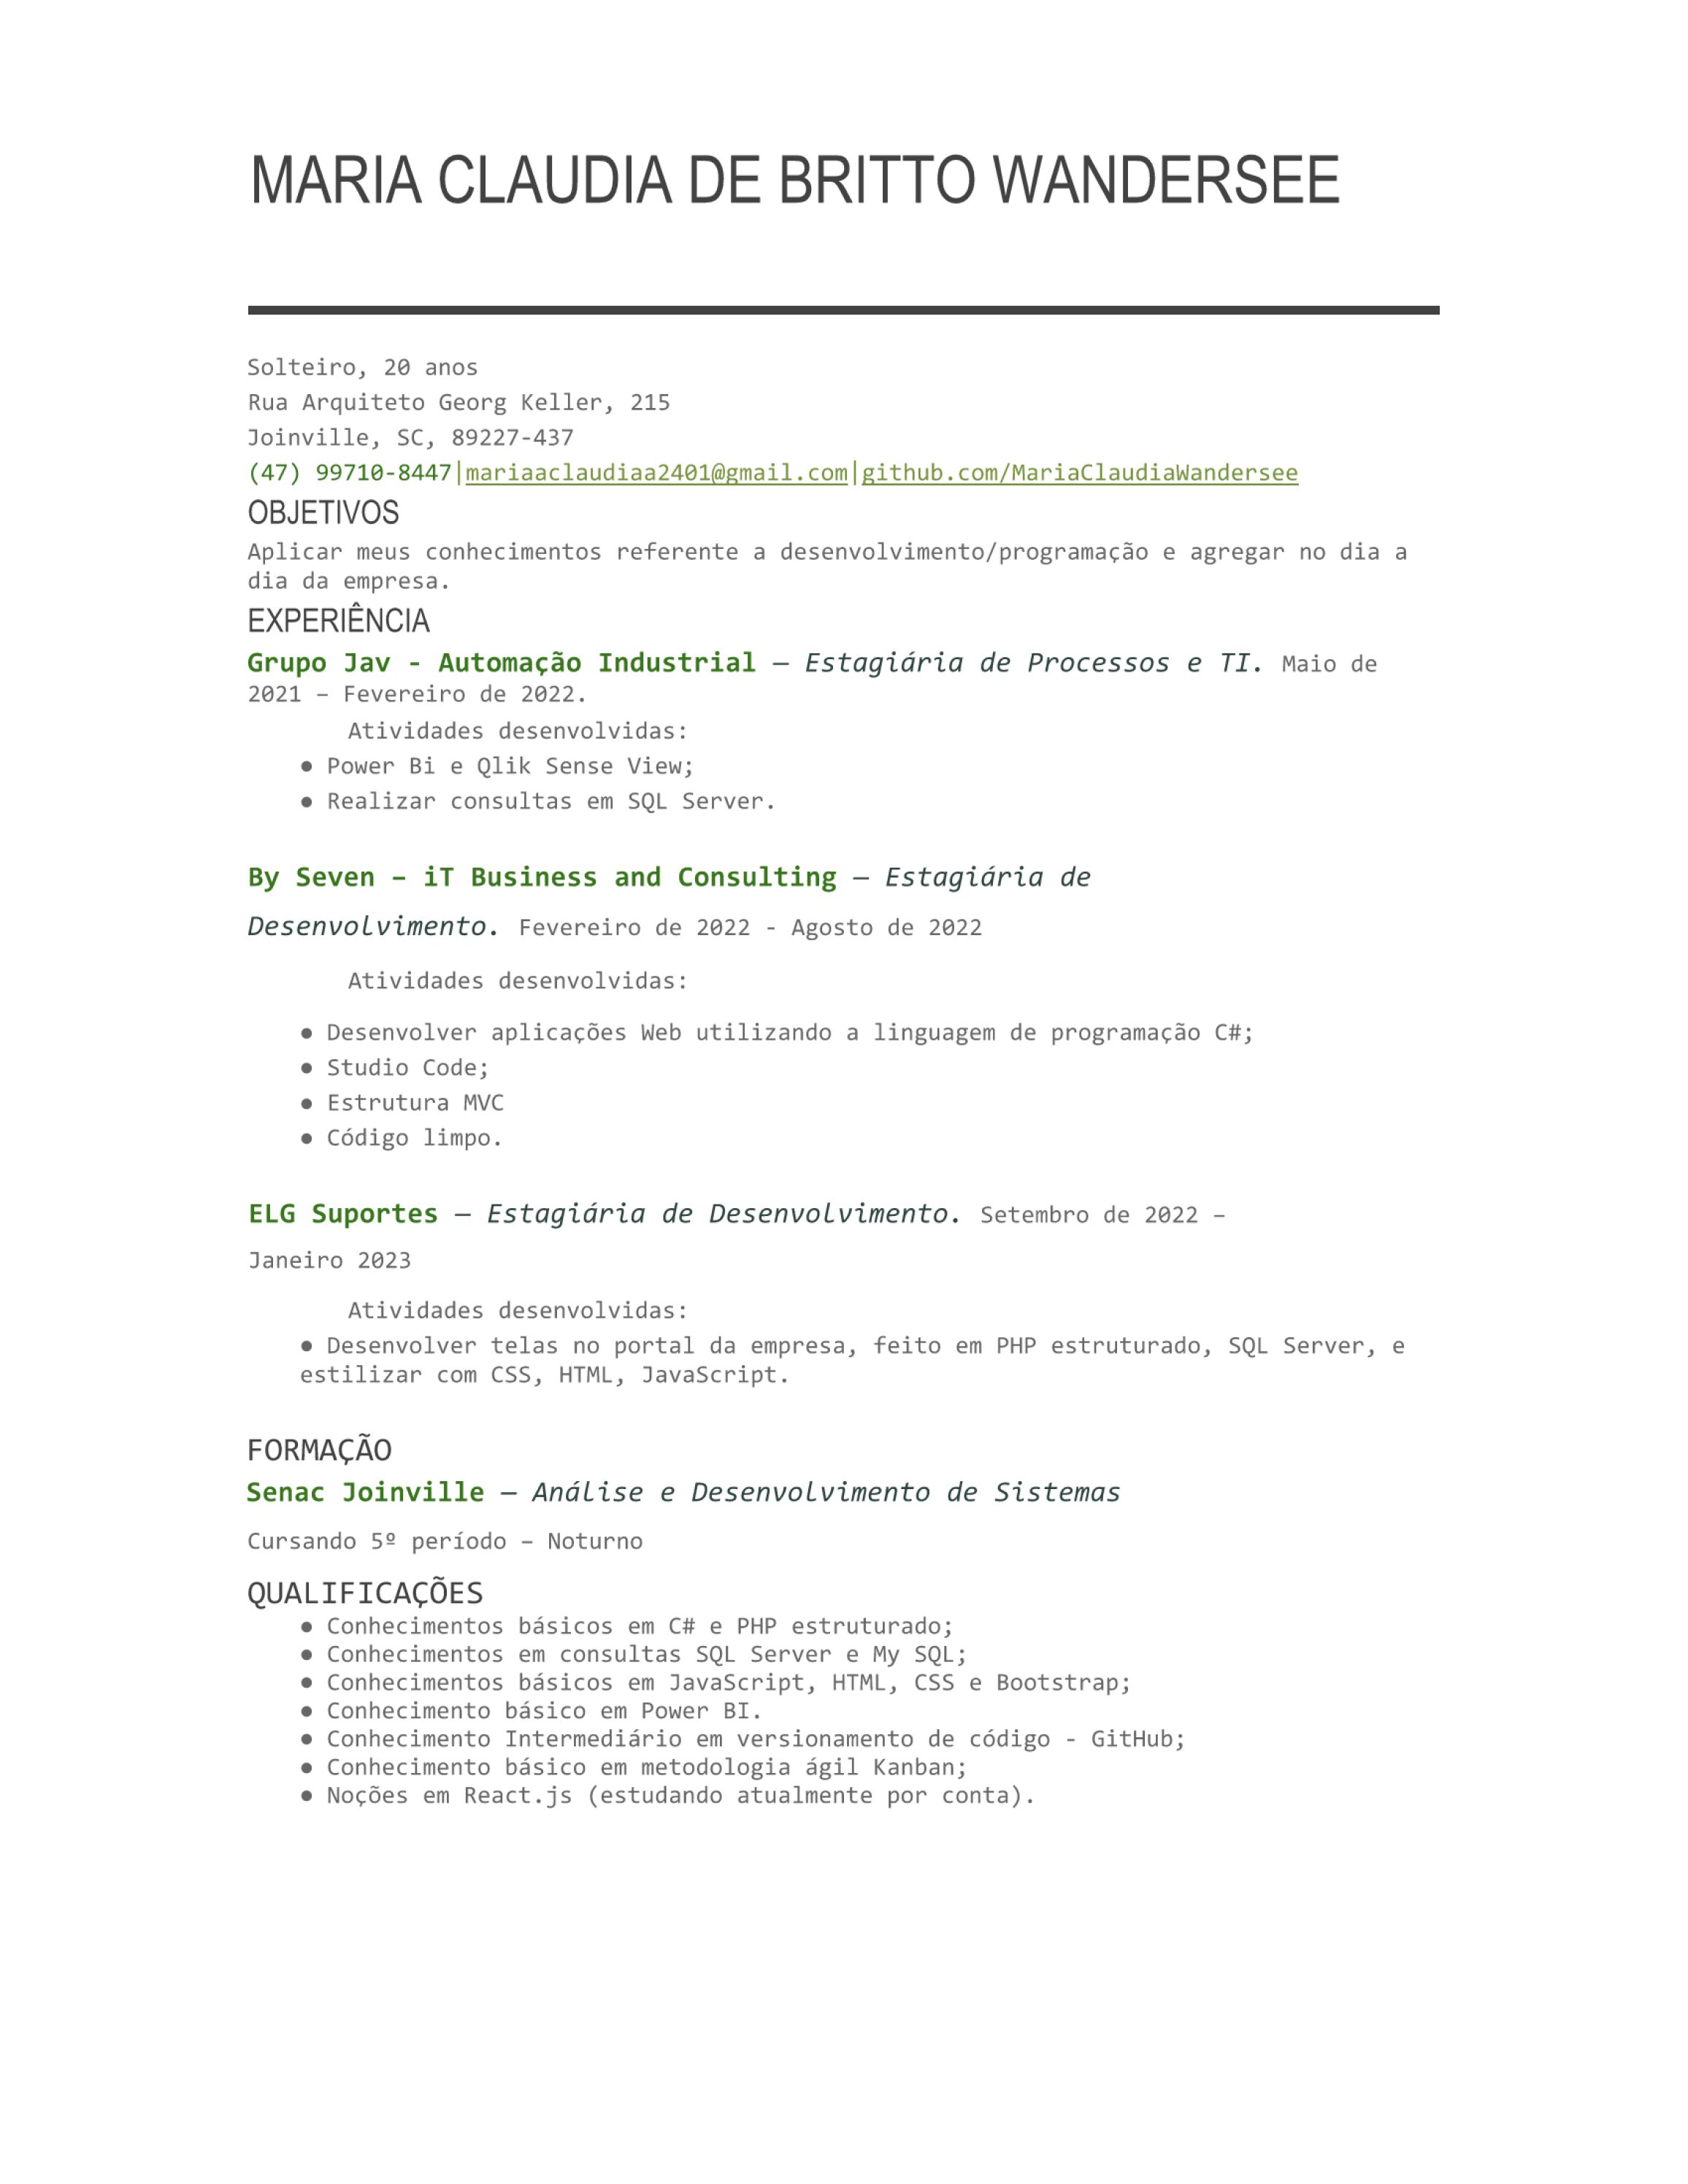 MARIA CLAUDIA DE BRITTO WANDERSEE
Solteiro, 20 anos
Rua Arquiteto Georg Keller, 215
Joinville, SC, 89227-437
(47) 99710-8447|mariaaclaudiaa2401@gmail.com|github.com/MariaClaudiaWandersee
OBJETIVOS
Aplicar meus conhecimentos referente a desenvolvimento/programação e agregar no dia a
dia da empresa.
EXPERIÊNCIA
Grupo Jav - Automação Industrial — Estagiária de Processos e TI. Maio de
2021 – Fevereiro de 2022.
Atividades desenvolvidas:
● Power Bi e Qlik Sense View;
● Realizar consultas em SQL Server.
By Seven – iT Business and Consulting — Estagiária de
Desenvolvimento. Fevereiro de 2022 - Agosto de 2022
Atividades desenvolvidas:
● Desenvolver aplicações Web utilizando a linguagem de programação C#;
● Studio Code;
● Estrutura MVC
● Código limpo.
ELG Suportes — Estagiária de Desenvolvimento. Setembro de 2022 –
Janeiro 2023
Atividades desenvolvidas:
● Desenvolver telas no portal da empresa, feito em PHP estruturado, SQL Server, e
estilizar com CSS, HTML, JavaScript.
FORMAÇÃO
Senac Joinville — Análise e Desenvolvimento de Sistemas
Cursando 5º período – Noturno
QUALIFICAÇÕES
● Conhecimentos básicos em C# e PHP estruturado;
● Conhecimentos em consultas SQL Server e My SQL;
● Conhecimentos básicos em JavaScript, HTML, CSS e Bootstrap;
● Conhecimento básico em Power BI.
● Conhecimento Intermediário em versionamento de código - GitHub;
● Conhecimento básico em metodologia ágil Kanban;
● Noções em React.js (estudando atualmente por conta).